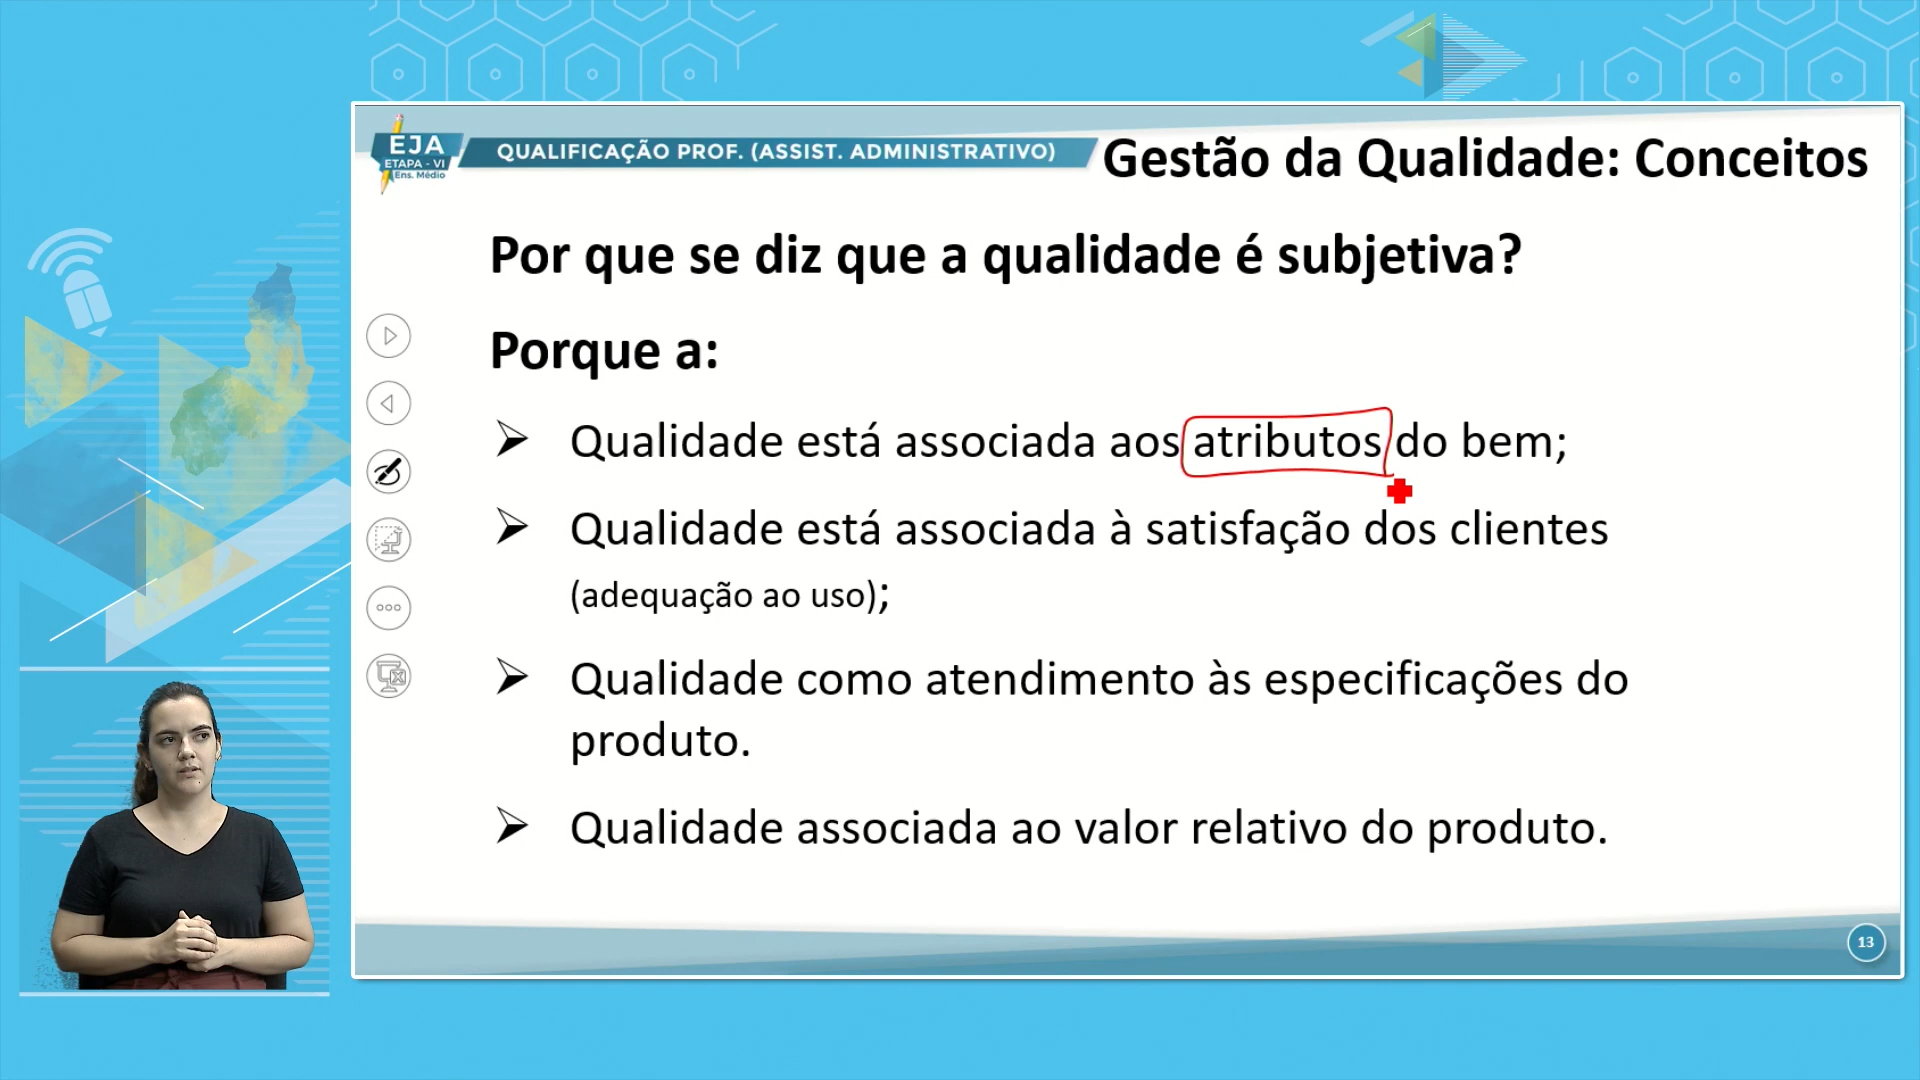 EJA
ETAPA - VI
Ens. Médio
QUALIFICAÇÃO PROF. (ASSIST. ADMINISTRATIVO)
Gestão da Qualidade: Conceitos
Por que se diz que a qualidade é subjetiva?
Porque a:
Qualidade está associada aos atributos do bem;
Qualidade está associada à satisfação dos clientes
(adequação ao uso);
Qualidade como atendimento às especificações do
produto.
Qualidade associada ao valor relativo do produto.
13